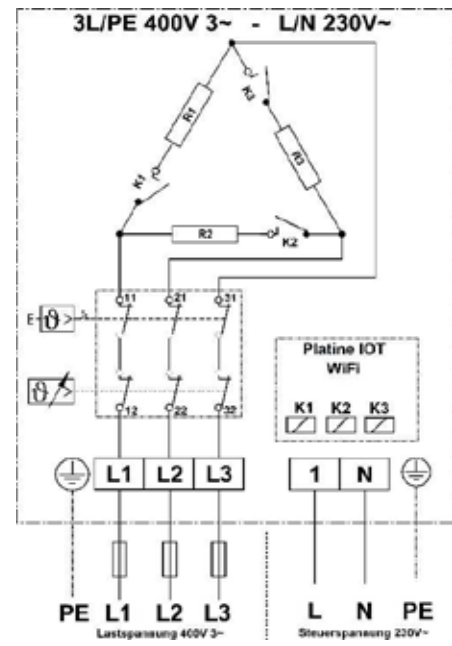 3L/PE 400V 3~ - L/N 230V~
K3
R1
R3
K1
R2
K2
11 21 31
E ϑ >
ϑ >
Platine IOT
WiFi
K1 K2 K3
12 22 32
L1 L2 L3 1 N
PE L1 L2 L3 L N PE
Lastspannung 400V 3~ Steuerspannung 230V~